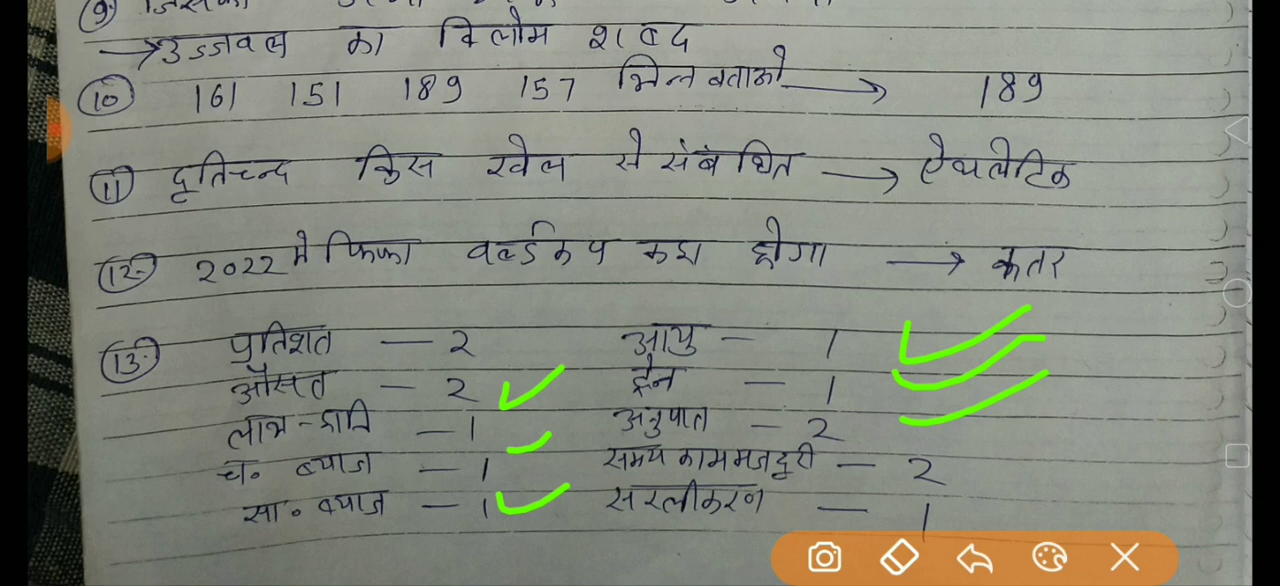 9.
→ उज्जवल का विलोम शब्द
10 161 151 189 157 भिन्न बताओ → 189
11 दुतिचन्द किस खेल से संबंधित → ऐथलेटिक
12. 2022 मे फिफा वर्ल्डकप कहा होगा → कतर
13. प्रतिशत - 2 आयु - 1
औसत - 2 ट्रेन - 1
लाभ-हानि - 1 अनुपात - 2
च० ब्याज - 1 समय काम मजदूरी - 2
सा० ब्याज - 1 सरलीकरण - 1